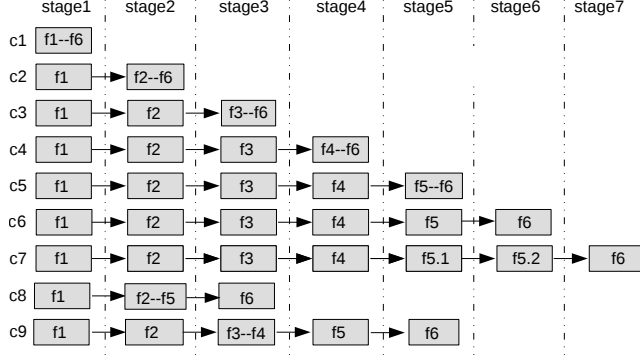 stage1 stage2 stage3 stage4 stage5 stage6 stage7
c1 f1--f6
c2 f1 f2--f6
c3 f1 f2 f3--f6
c4 f1 f2 f3 f4--f6
c5 f1 f2 f3 f4 f5--f6
c6 f1 f2 f3 f4 f5 f6
c7 f1 f2 f3 f4 f5.1 f5.2 f6
c8 f1 f2--f5 f6
c9 f1 f2 f3--f4 f5 f6